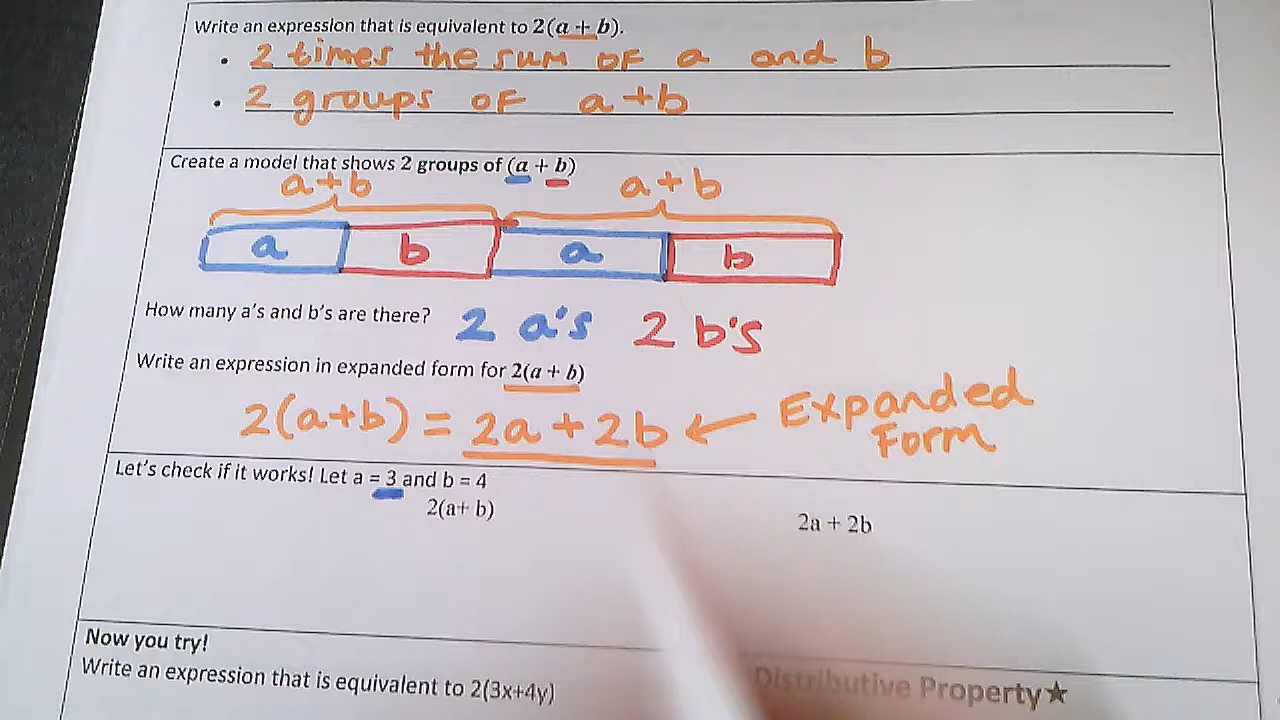 Write an expression that is equivalent to 2(a + b).
• 2 times the sum of a and b
• 2 groups of a+b
Create a model that shows 2 groups of (a + b)
a+b a+b
a b a b
How many a's and b's are there? 2 a's 2 b's
Write an expression in expanded form for 2(a + b)
2(a+b) = 2a + 2b ← Expanded Form
Let's check if it works! Let a = 3 and b = 4
2(a+ b) 2a + 2b
Now you try!
Write an expression that is equivalent to 2(3x+4y)
Distributive Property★